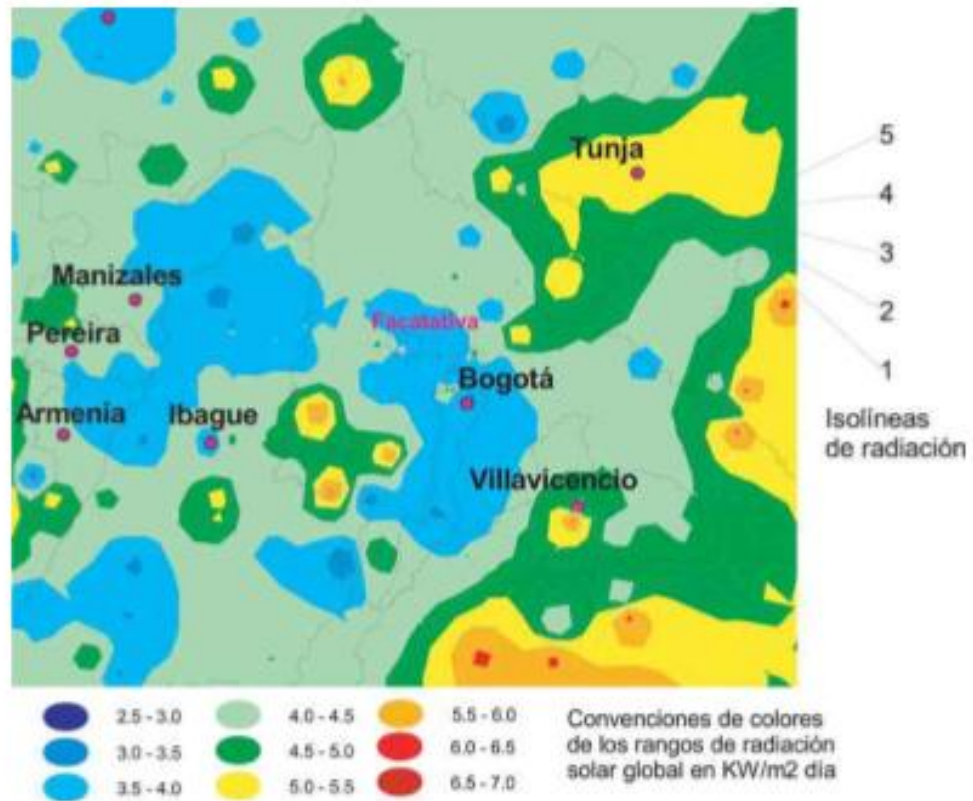 Tunja
Manizales
Facatativa
Pereira
Bogotá
Armenia
Ibague
Villavicencio
5
4
3
2
1
Isolíneas
de radiación
2.5 - 3.0
3.0 - 3.5
3.5 - 4.0
4.0 - 4.5
4.5 - 5.0
5.0 - 5.5
5.5 - 6.0
6.0 - 6.5
6.5 - 7.0
Convenciones de colores
de los rangos de radiación
solar global en KW/m2 día